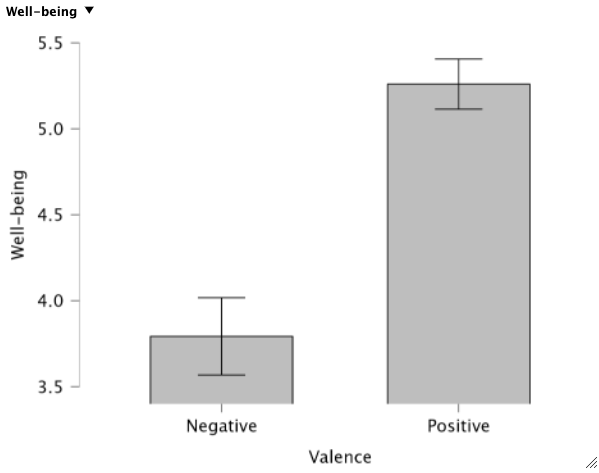 Well-being ▼
5.5
5.0
4.5
4.0
3.5
Well-being
Negative Positive
Valence